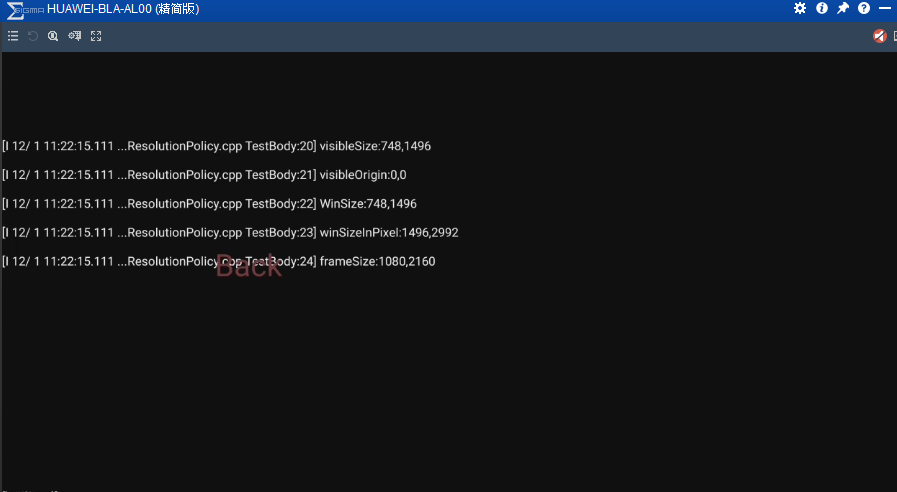 SIGMA HUAWEI-BLA-AL00 (精简版)
[I 12/ 1 11:22:15.111 ...ResolutionPolicy.cpp TestBody:20] visibleSize:748,1496
[I 12/ 1 11:22:15.111 ...ResolutionPolicy.cpp TestBody:21] visibleOrigin:0,0
[I 12/ 1 11:22:15.111 ...ResolutionPolicy.cpp TestBody:22] WinSize:748,1496
[I 12/ 1 11:22:15.111 ...ResolutionPolicy.cpp TestBody:23] winSizeInPixel:1496,2992
[I 12/ 1 11:22:15.111 ...ResolutionPolicy.cpp TestBody:24] frameSize:1080,2160
Back